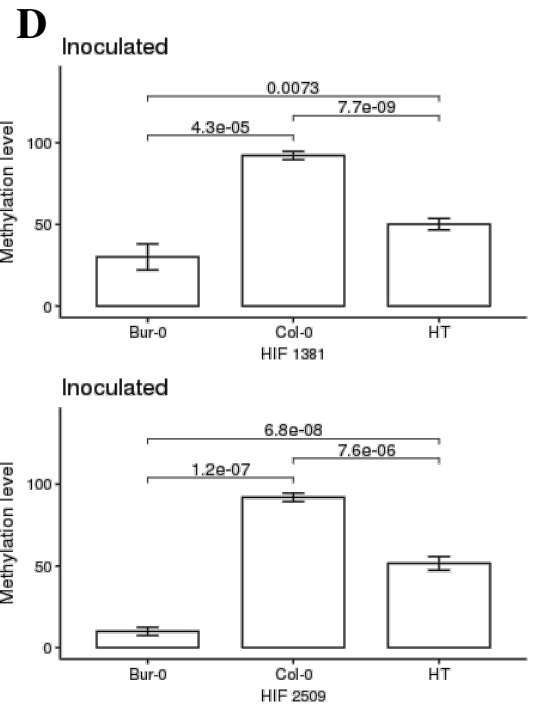 D
Inoculated
0.0073
7.7e-09
4.3e-05
Methylation level
100
50
0
Bur-0 Col-0 HT
HIF 1381
Inoculated
6.8e-08
7.6e-06
1.2e-07
Methylation level
100
50
0
Bur-0 Col-0 HT
HIF 2509